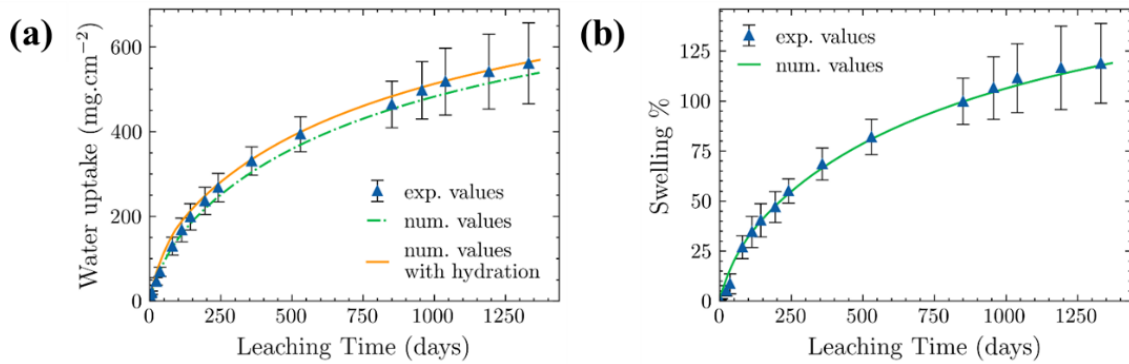 (a)
Water uptake (mg.cm−2)
600
400
200
0
exp. values
num. values
num. values
with hydration
0 250 500 750 1000 1250
Leaching Time (days)
(b)
Swelling %
125
100
75
50
25
0
exp. values
num. values
0 250 500 750 1000 1250
Leaching Time (days)